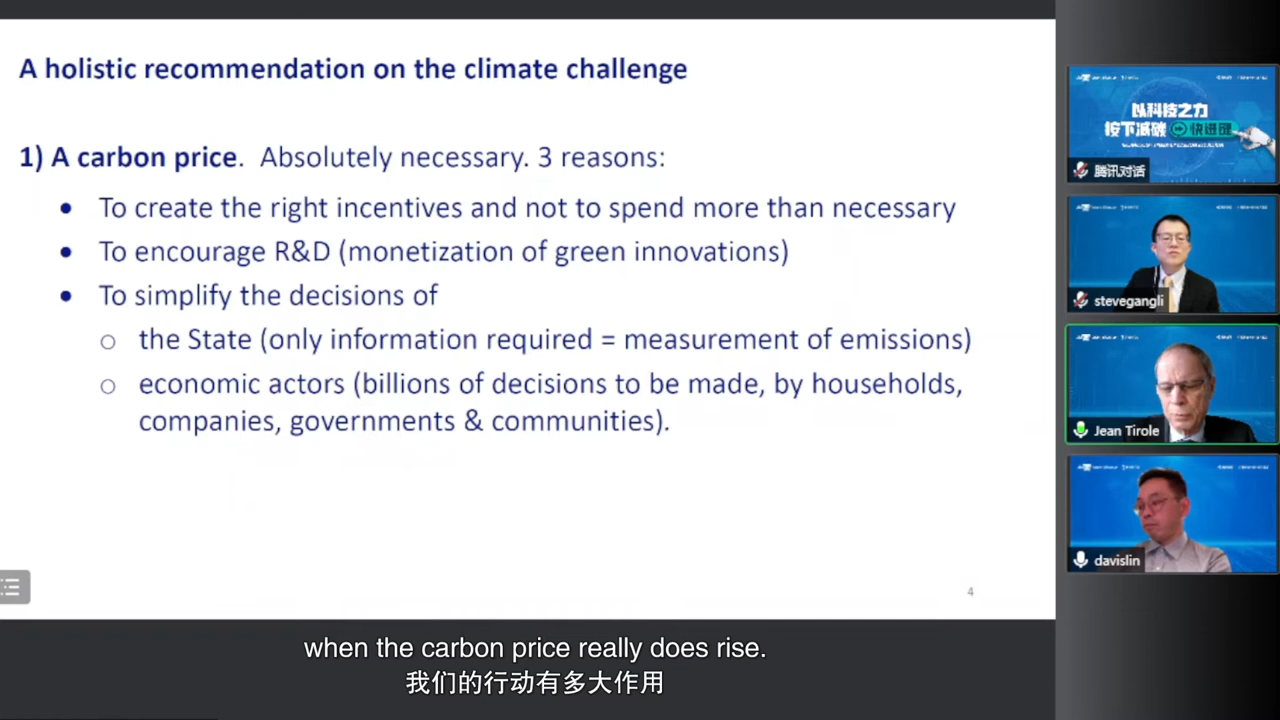 A holistic recommendation on the climate challenge
1) A carbon price. Absolutely necessary. 3 reasons:
• To create the right incentives and not to spend more than necessary
• To encourage R&D (monetization of green innovations)
• To simplify the decisions of
○ the State (only information required = measurement of emissions)
○ economic actors (billions of decisions to be made, by households,
companies, governments & communities).
4
when the carbon price really does rise.
我们的行动有多大作用
以科技之力
按下减碳快进键
腾讯对话
stevegangli
Jean Tirole
davislin